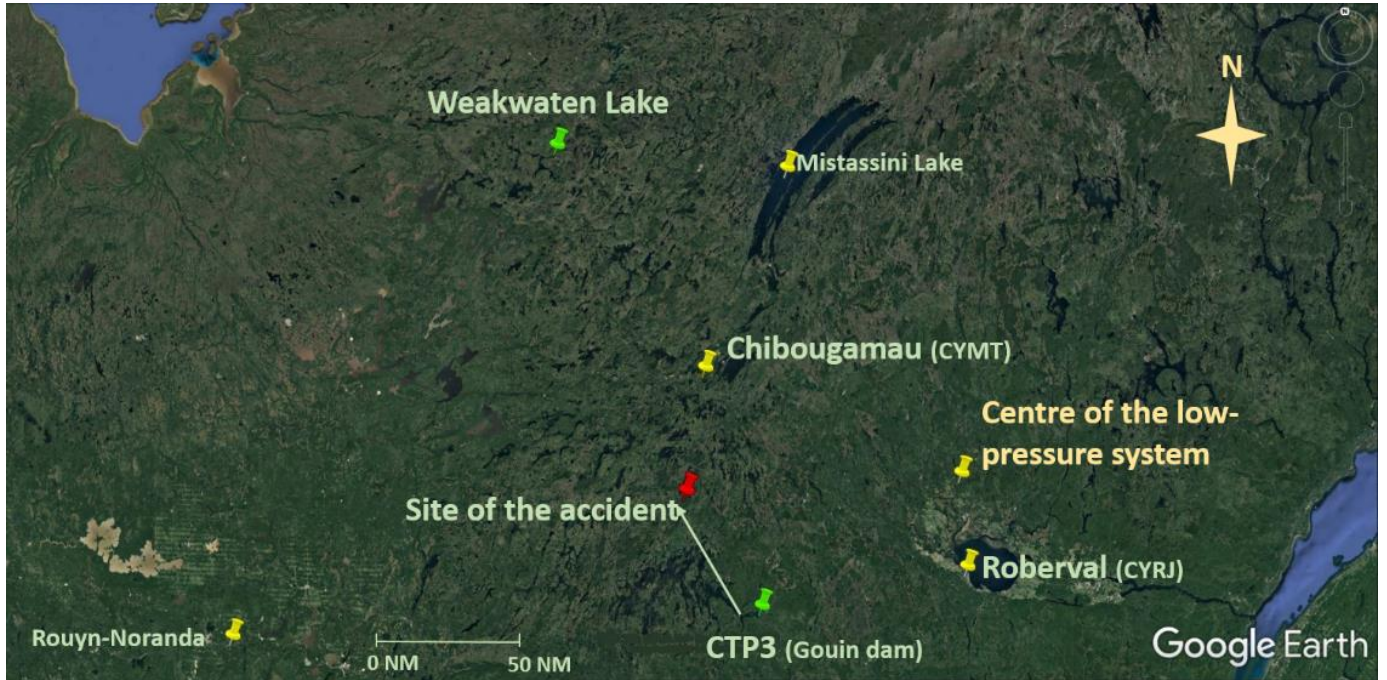 N
Weakwaten Lake
N
Mistassini Lake
Chibougamau (CYMT)
Centre of the low-
pressure system
Site of the accident
Roberval (CYRJ)
Rouyn-Noranda
.0 NM
50 NM
CTP3 (Gouin dam)
Google Earth